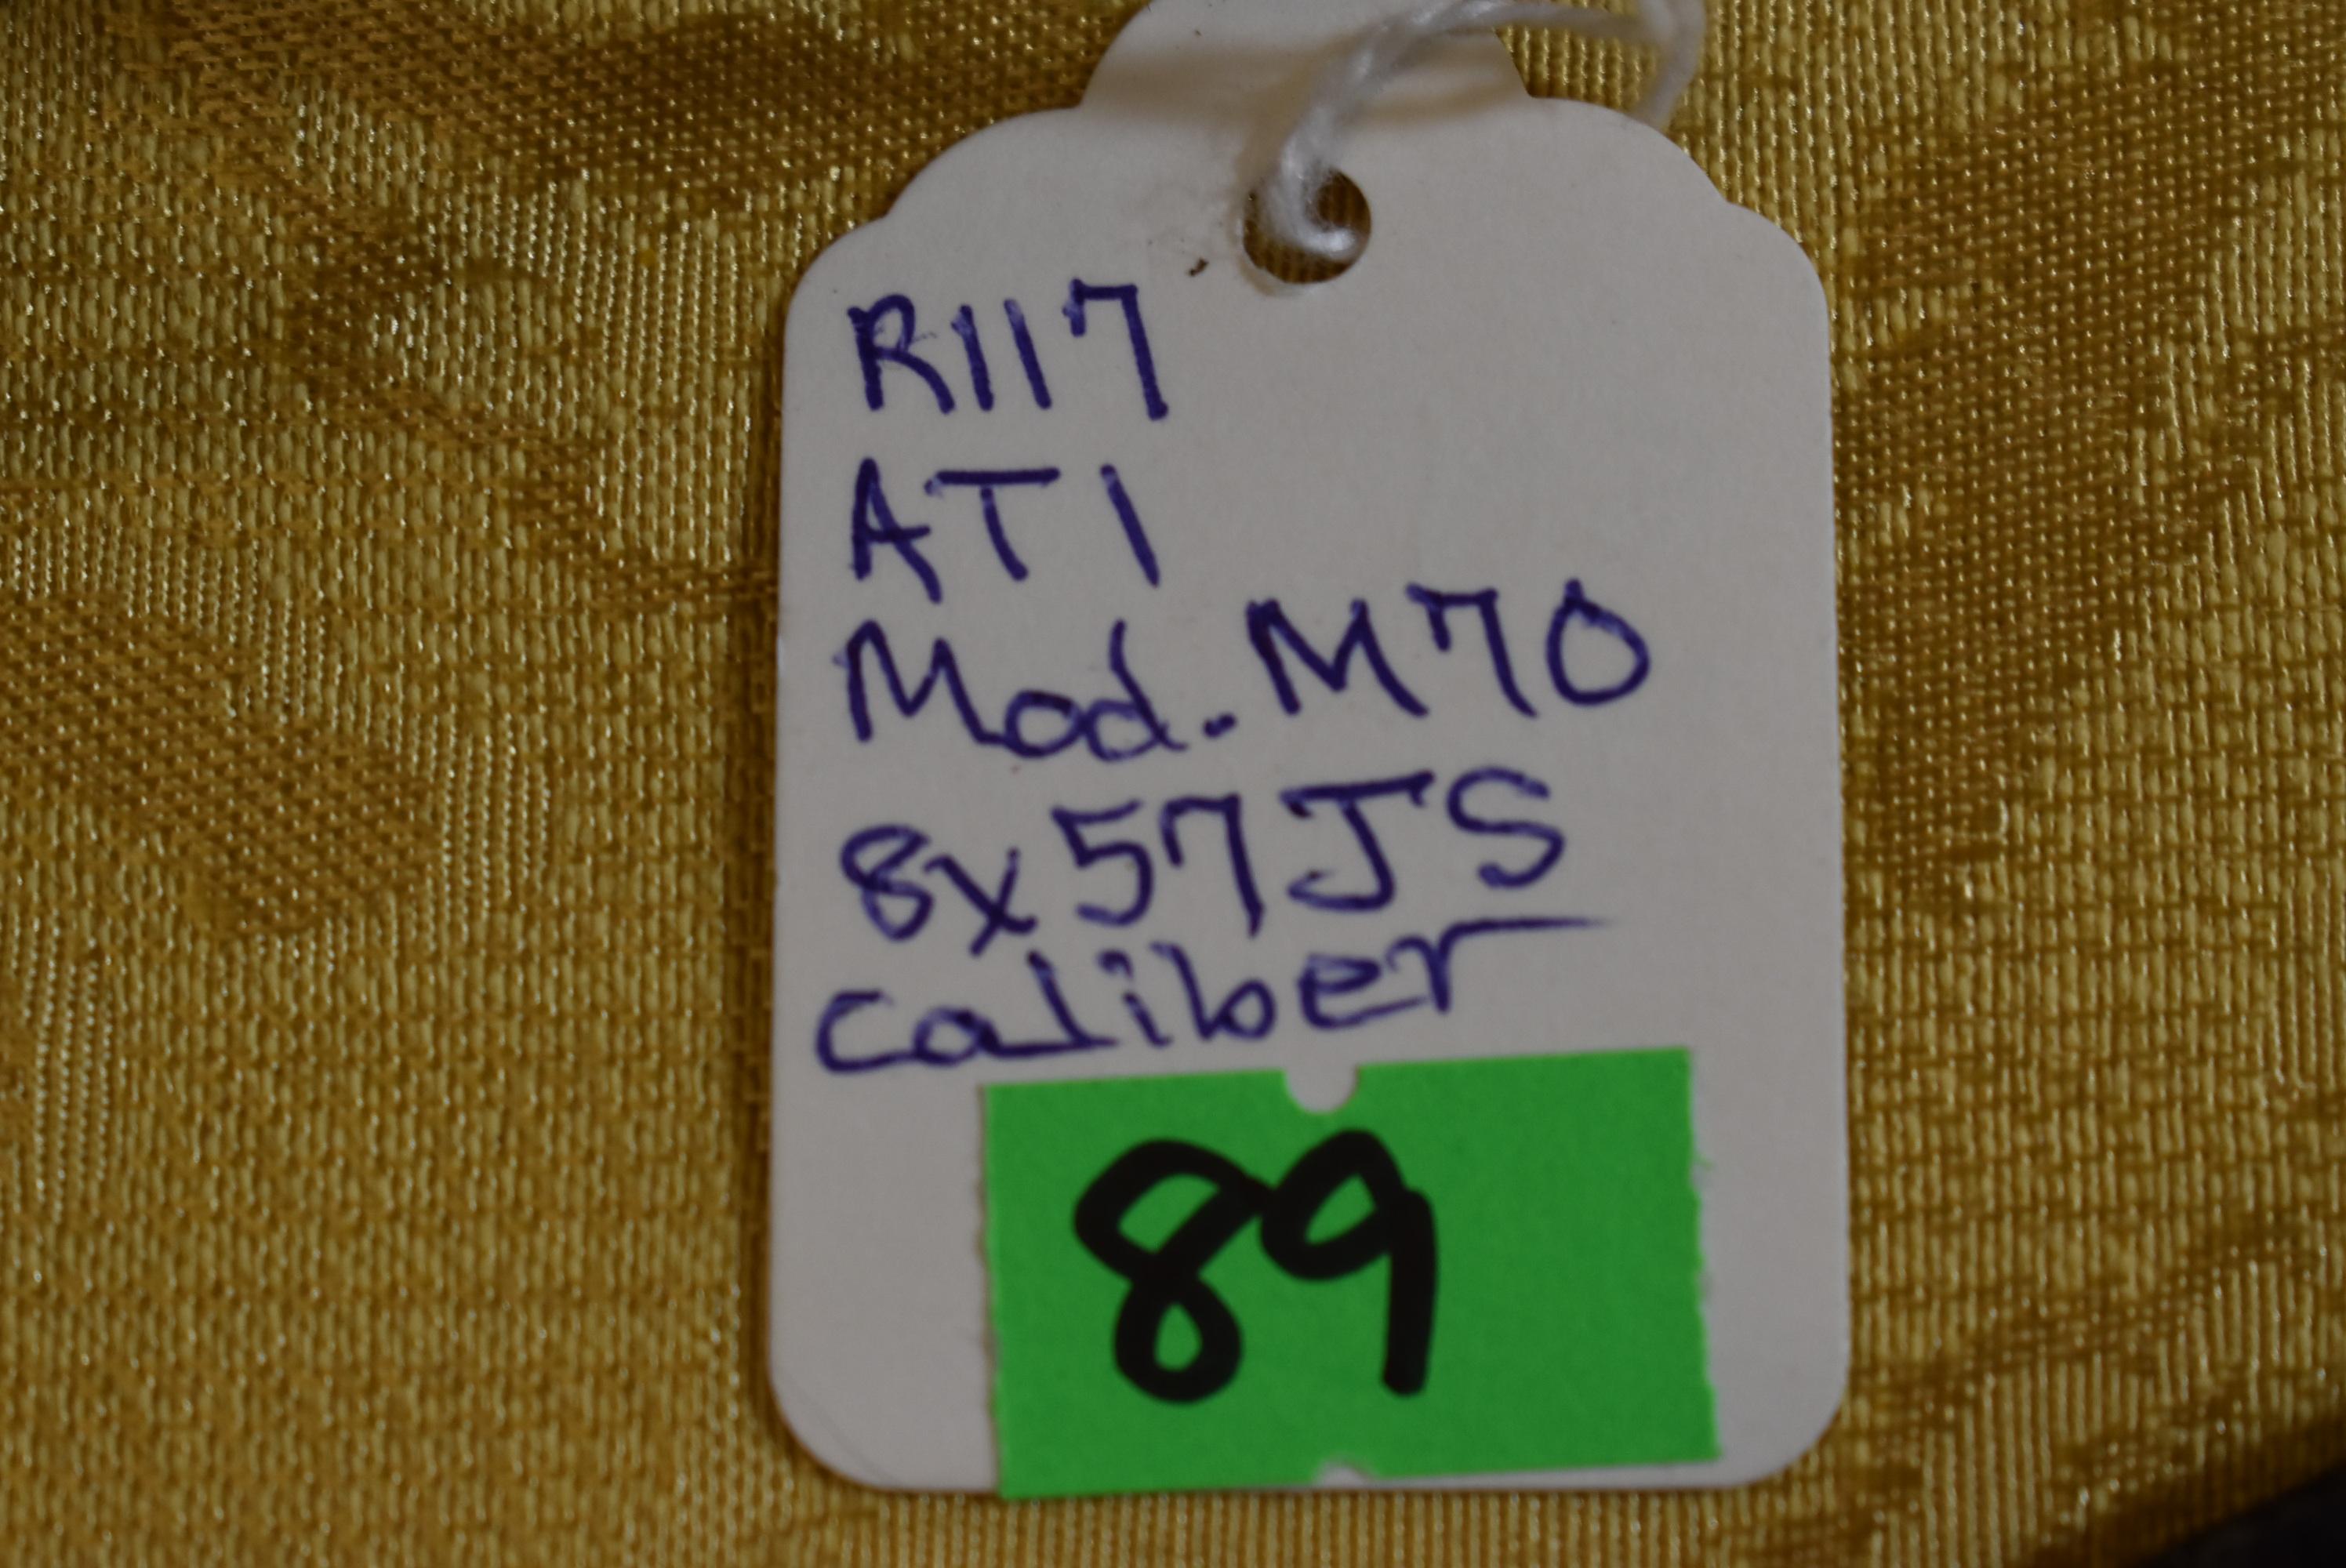 R117
ATI
Mod. M70
8x57JS
caliber
89